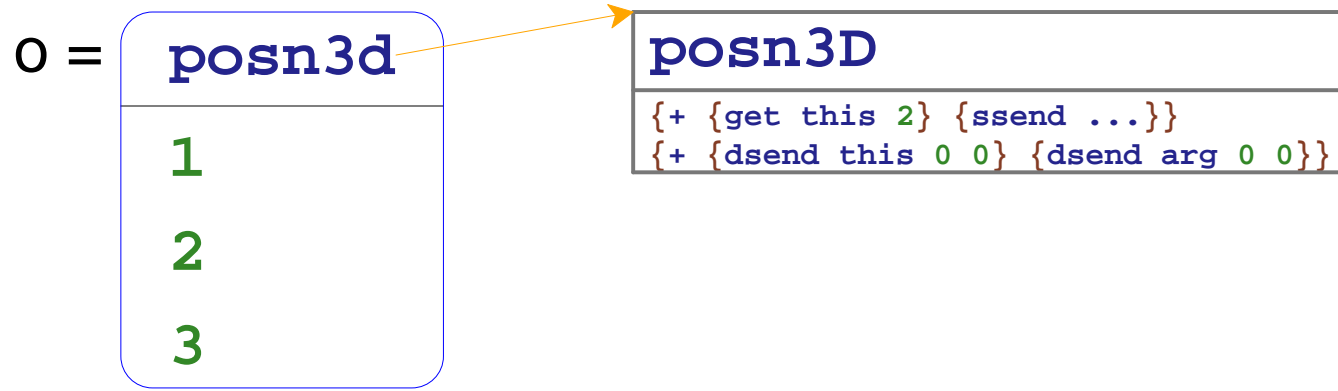 o = posn3d
1
2
3
posn3D
{+ {get this 2} {ssend ...}}
{+ {dsend this 0 0} {dsend arg 0 0}}